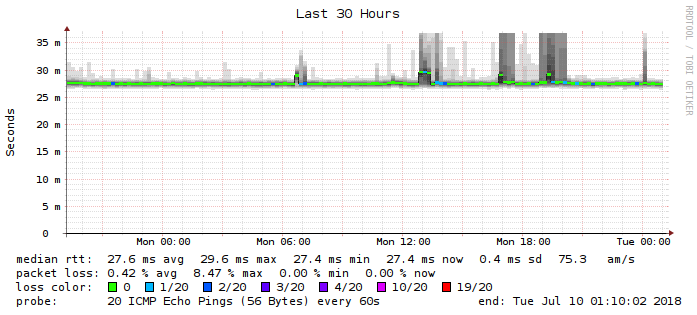 Last 30 Hours
RRDTOOL / TOBI OETIKER
Seconds
35 m
30 m
25 m
20 m
15 m
10 m
5 m
0
Mon 00:00 Mon 06:00 Mon 12:00 Mon 18:00 Tue 00:00
median rtt: 27.6 ms avg 29.6 ms max 27.4 ms min 27.4 ms now 0.4 ms sd 75.3 am/s
packet loss: 0.42 % avg 8.47 % max 0.00 % min 0.00 % now
loss color: 0 1/20 2/20 3/20 4/20 10/20 19/20
probe: 20 ICMP Echo Pings (56 Bytes) every 60s end: Tue Jul 10 01:10:02 2018